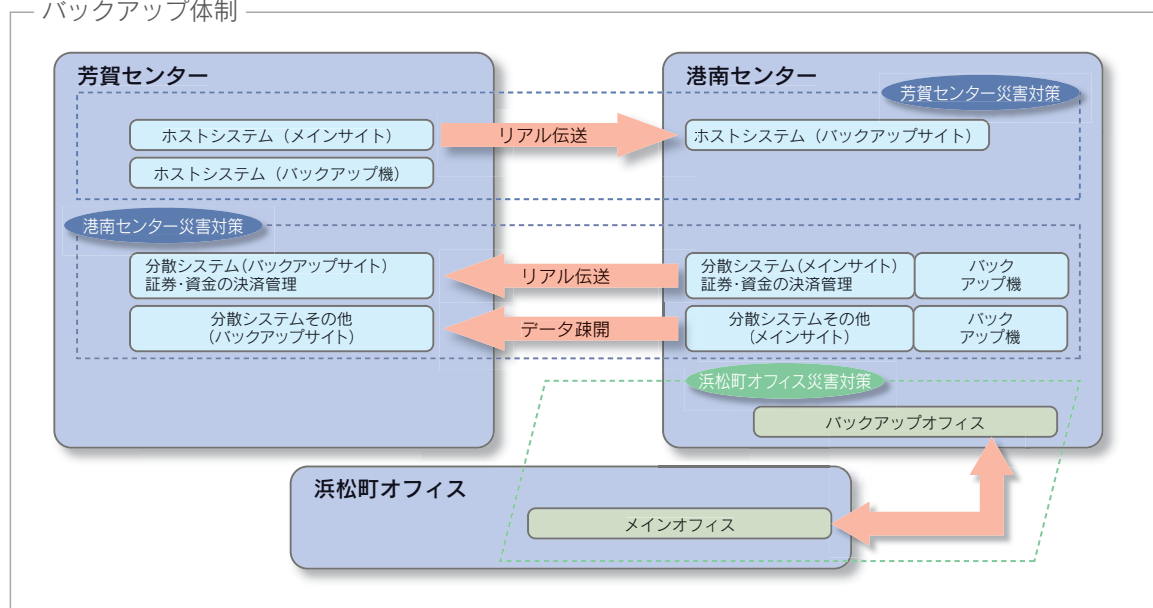 バックアップ体制
芳賀センター
港南センター
芳賀センター災害対策
ホストシステム（メインサイト）
リアル伝送
ホストシステム（バックアップサイト）
ホストシステム（バックアップ機）
港南センター災害対策
分散システム（バックアップサイト）
証券・資金の決済管理
リアル伝送
分散システム（メインサイト）
証券・資金の決済管理
バック
アップ機
分散システムその他
（バックアップサイト）
データ疎開
分散システムその他
（メインサイト）
バック
アップ機
浜松町オフィス災害対策
バックアップオフィス
浜松町オフィス
メインオフィス